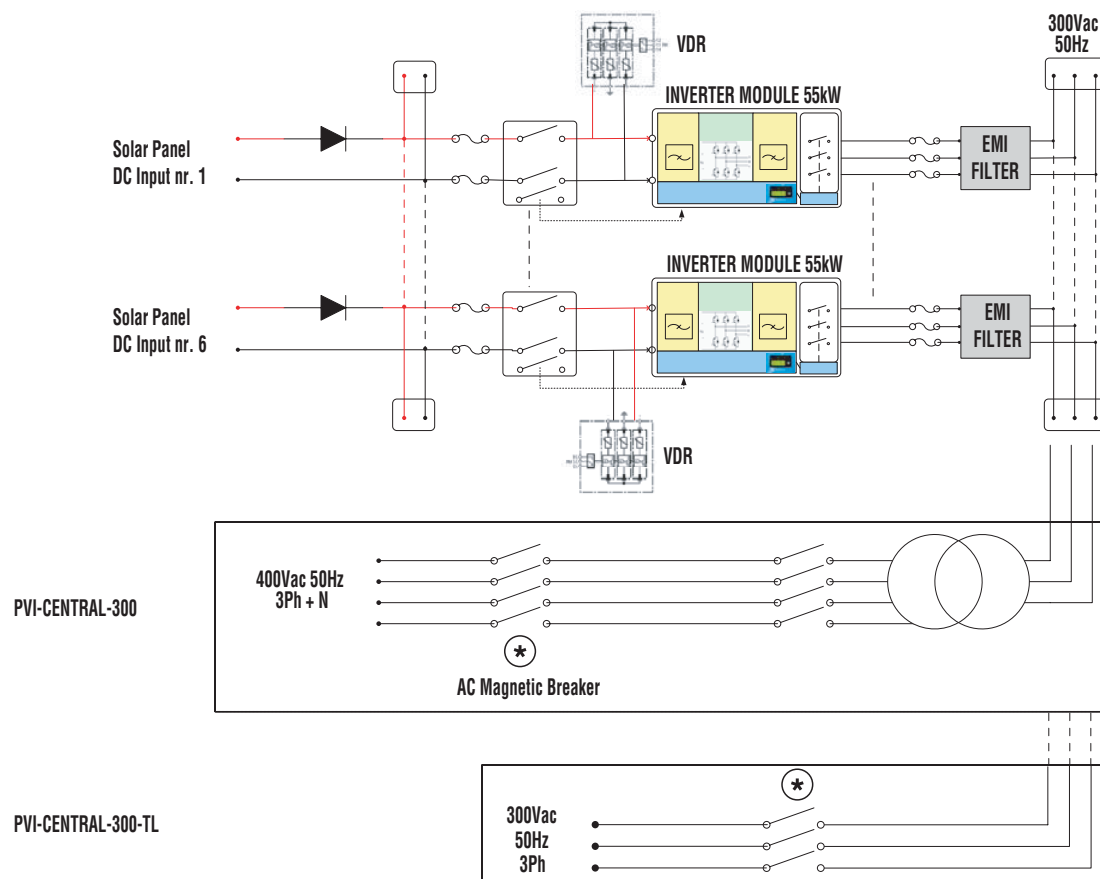 VDR
300Vac
50Hz
INVERTER MODULE 55kW
Solar Panel
DC Input nr. 1
EMI
FILTER
INVERTER MODULE 55kW
Solar Panel
DC Input nr. 6
EMI
FILTER
VDR
400Vac 50Hz
3Ph + N
PVI-CENTRAL-300
*
AC Magnetic Breaker
*
PVI-CENTRAL-300-TL
300Vac
50Hz
3Ph